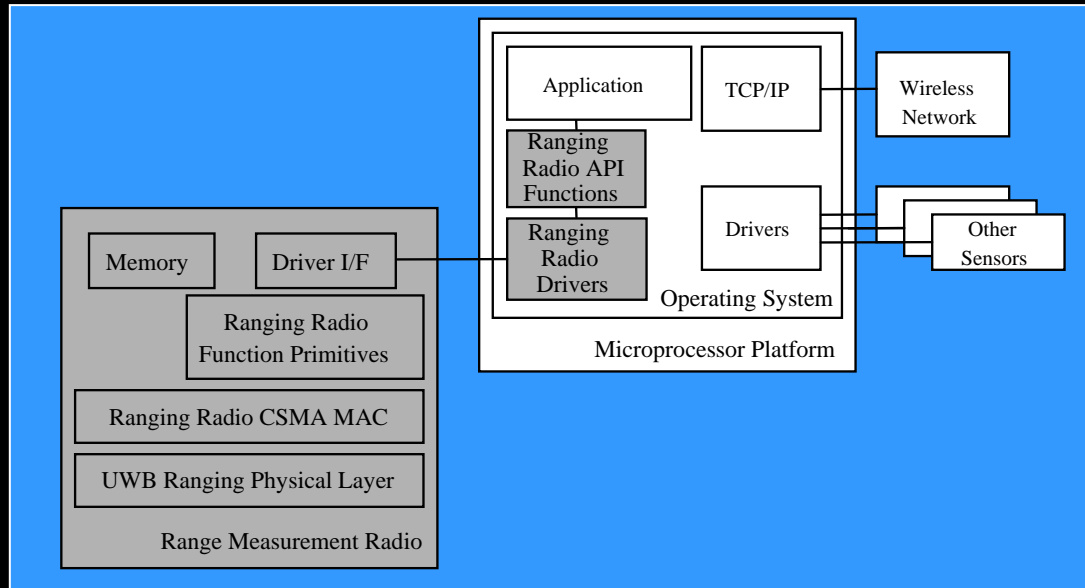 Application
TCP/IP
Wireless
Network
Ranging
Radio API
Functions
Ranging
Radio
Drivers
Drivers
Other
Sensors
Operating System
Microprocessor Platform
Memory
Driver I/F
Ranging Radio
Function Primitives
Ranging Radio CSMA MAC
UWB Ranging Physical Layer
Range Measurement Radio